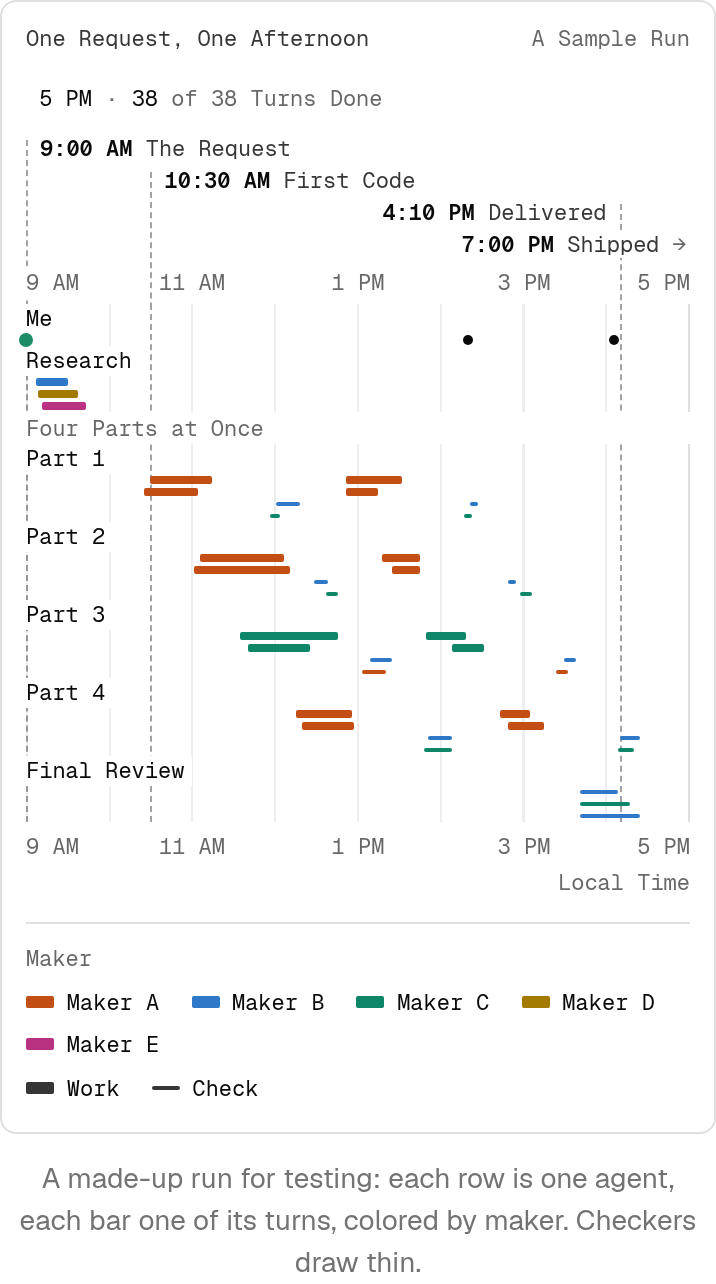 One Request, One Afternoon A Sample Run
5 PM · 38 of 38 Turns Done
9:00 AM The Request
10:30 AM First Code
4:10 PM Delivered
7:00 PM Shipped →
9 AM 11 AM 1 PM 3 PM 5 PM
Me
Research
Four Parts at Once
Part 1
Part 2
Part 3
Part 4
Final Review
9 AM 11 AM 1 PM 3 PM 5 PM
Local Time
Maker
Maker A Maker B Maker C Maker D
Maker E
Work Check
A made-up run for testing: each row is one agent,
each bar one of its turns, colored by maker. Checkers
draw thin.